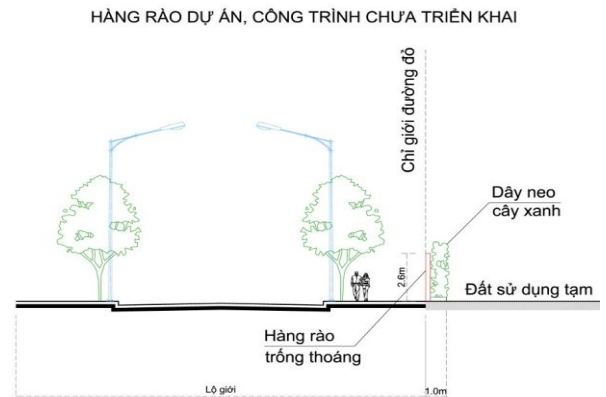 HÀNG RÀO DỰ ÁN, CÔNG TRÌNH CHƯA TRIỂN KHAI
Chỉ giới đường đỏ
Dây neo
cây xanh
2.6m
Đất sử dụng tạm
Hàng rào
trống thoáng
Lộ giới
1.0m